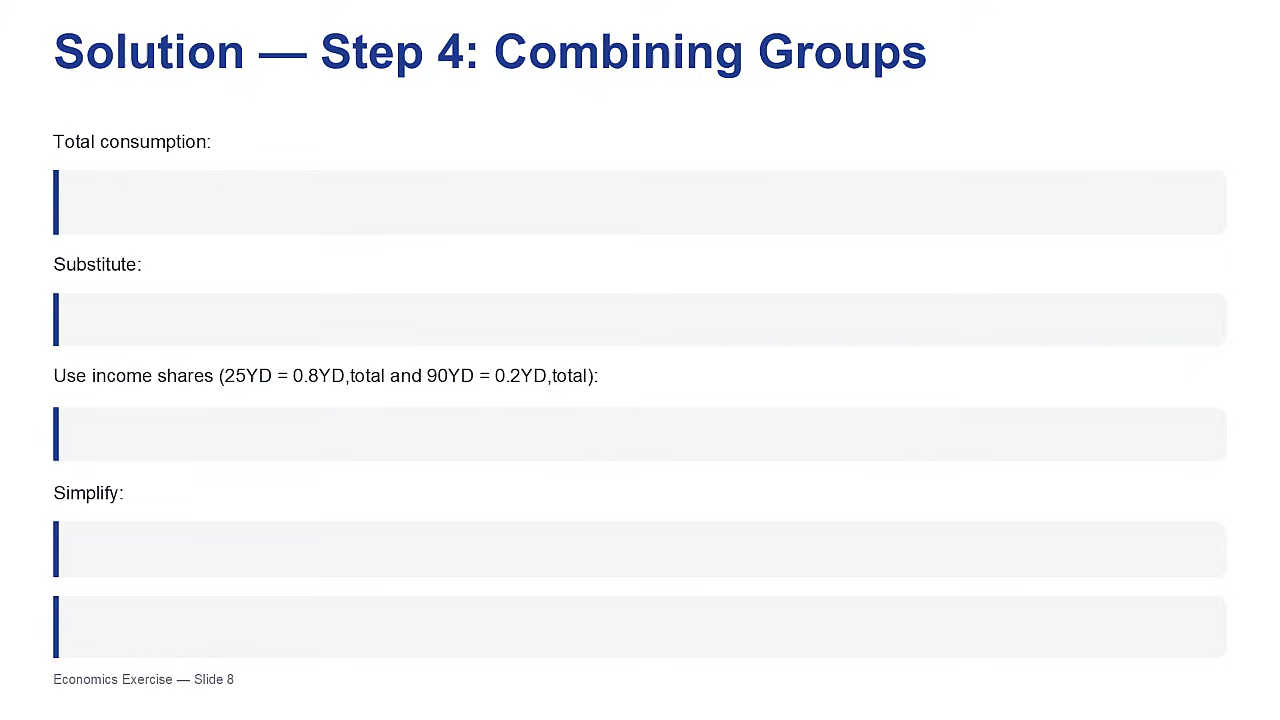 Solution — Step 4: Combining Groups
Total consumption:
Substitute:
Use income shares (25YD = 0.8YD,total and 90YD = 0.2YD,total):
Simplify:
Economics Exercise — Slide 8